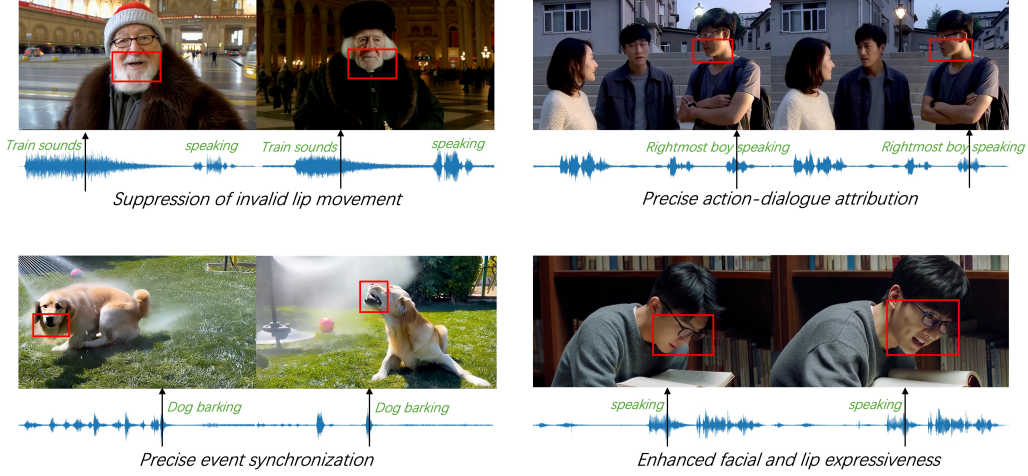 Train sounds
speaking
Train sounds
speaking
Suppression of invalid lip movement
Rightmost boy speaking
Rightmost boy speaking
Precise action-dialogue attribution
Dog barking
Dog barking
Precise event synchronization
speaking
speaking
Enhanced facial and lip expressiveness